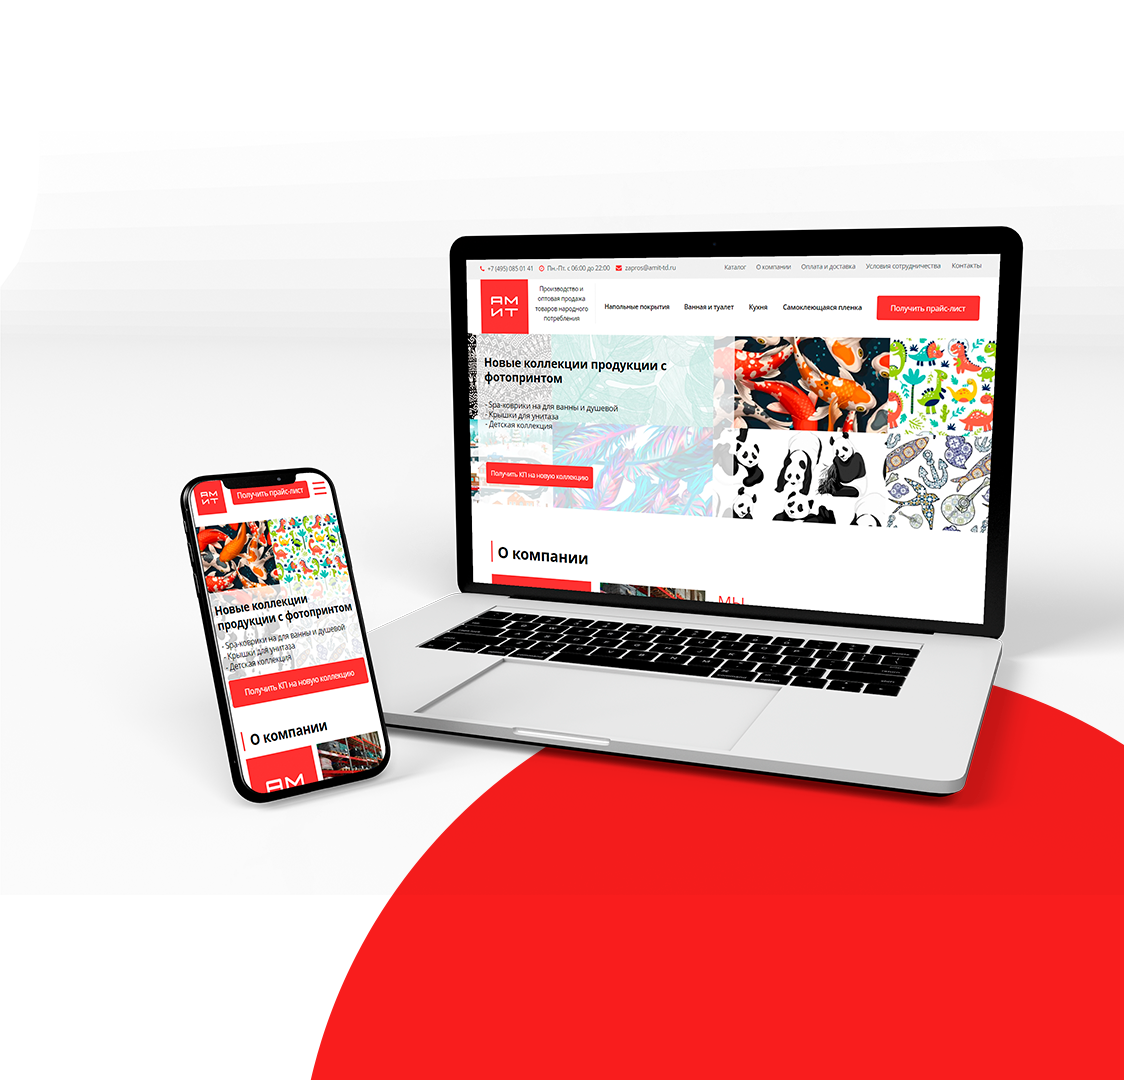 +7 (495) 085 01 41 Пн.-Пт. с 06:00 до 22:00 zapros@amit-td.ru Каталог О компании Оплата и доставка Условия сотрудничества Контакты
ЯМ
ИТ
Производство и
оптовая продажа
товаров народного
потребления
Напольные покрытия Ванная и туалет Кухня Самоклеющаяся пленка Получить прайс-лист
Новые коллекции продукции с
фотопринтом
- Spa-коврики на для ванны и душевой
- Крышки для унитаза
- Детская коллекция
Получить КП на новую коллекцию
О компании
МЫ
ЯМ
ИТ
Получить прайс-лист
Новые коллекции
продукции с фотопринтом
- Spa-коврики на для ванны и душевой
- Крышки для унитаза
- Детская коллекция
Получить КП на новую коллекцию
О компании
ЯМ